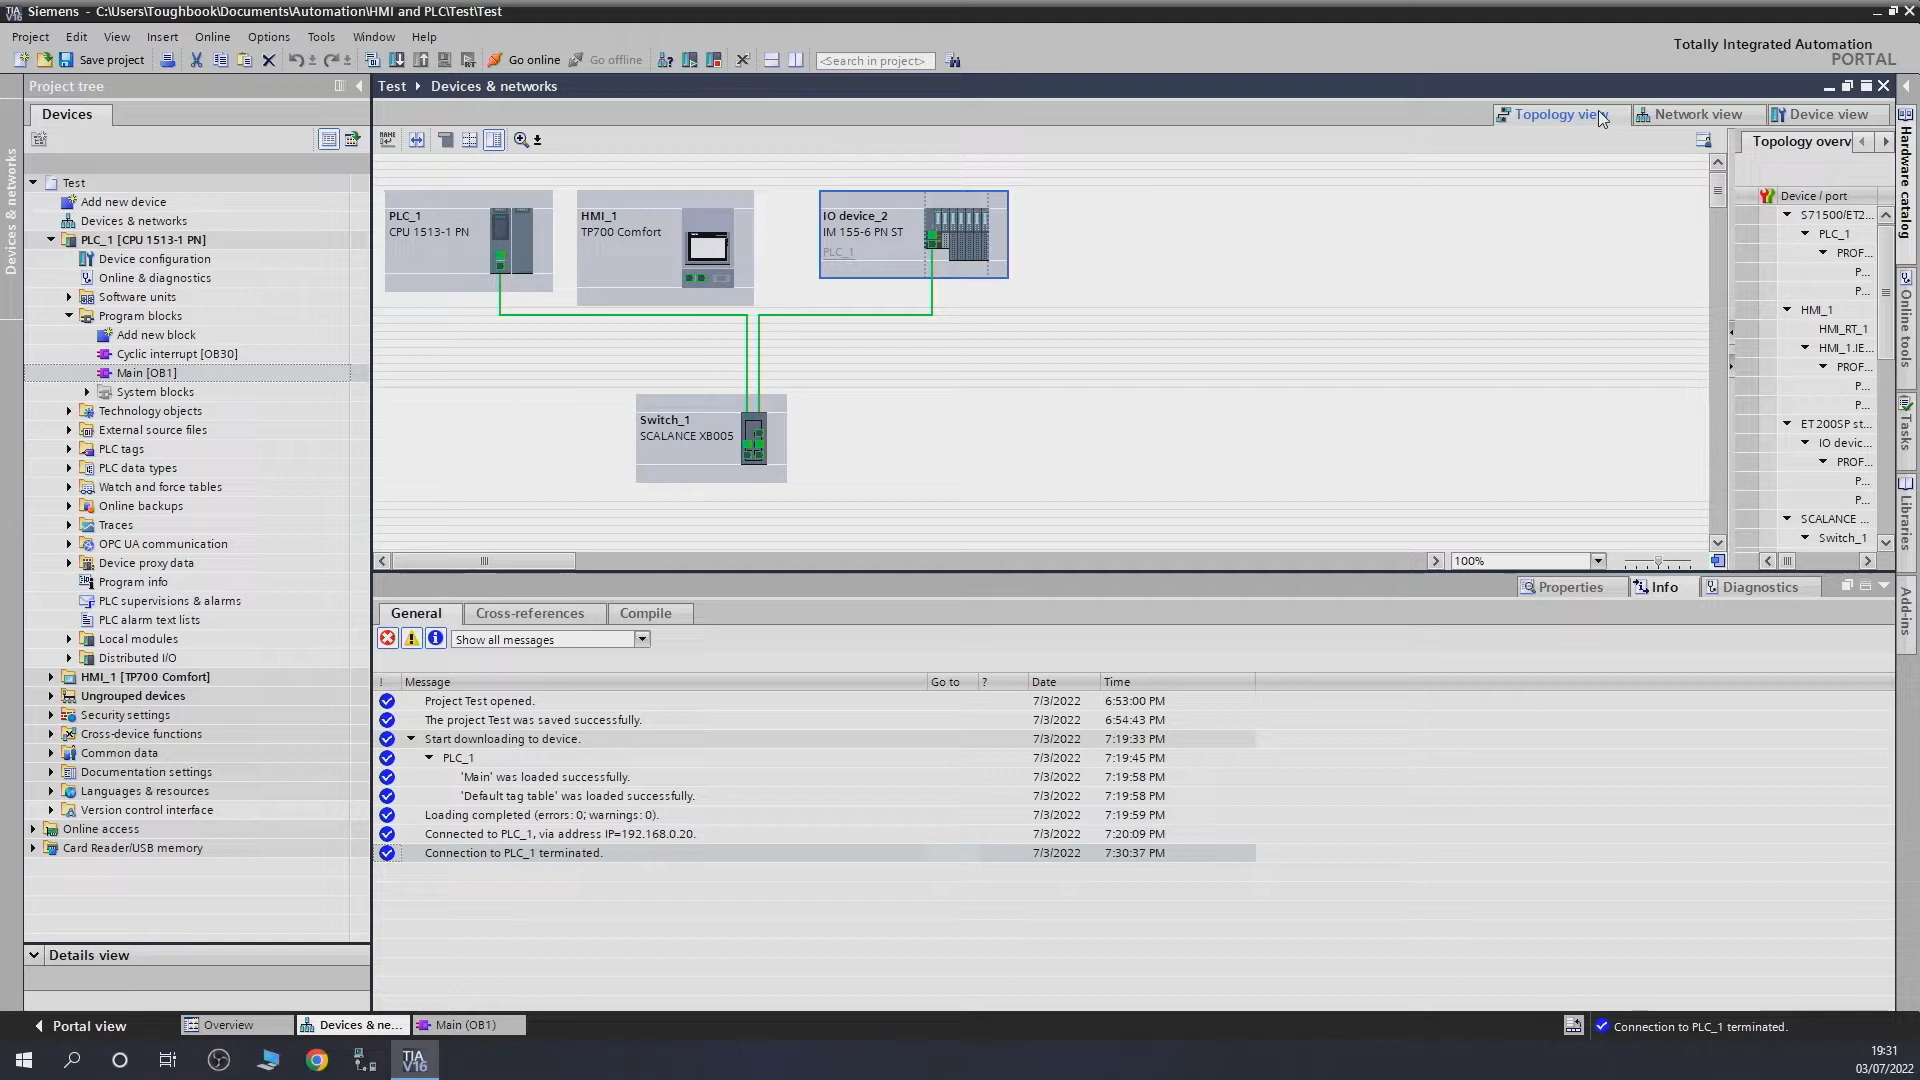 Siemens - C:\Users\Toughbook\Documents\Automation\HMI and PLC\Test\Test
Project Edit View Insert Online Options Tools Window Help
Totally Integrated Automation
PORTAL
Save project
Go online
Go offline
<Search in project>
Project tree
Test
Devices & networks
Devices
Topology view
Network view
Device view
Devices & networks
Test
Add new device
Devices & networks
PLC_1 [CPU 1513-1 PN]
Device configuration
Online & diagnostics
Software units
Program blocks
Add new block
Cyclic interrupt [OB30]
Main [OB1]
System blocks
Technology objects
External source files
PLC tags
PLC data types
Watch and force tables
Online backups
Traces
OPC UA communication
Device proxy data
Program info
PLC supervisions & alarms
PLC alarm text lists
Local modules
Distributed I/O
HMI_1 [TP700 Comfort]
Ungrouped devices
Security settings
Cross-device functions
Common data
Documentation settings
Languages & resources
Version control interface
Online access
Card Reader/USB memory
Details view
PLC_1
CPU 1513-1 PN
HMI_1
TP700 Comfort
IO device_2
IM 155-6 PN ST
PLC_1
Switch_1
SCALANCE XB005
100%
Topology overv
Device / port
S71500/ET2...
PLC_1
PROF...
P...
P...
HMI_1
HMI_RT_1
HMI_1.IE...
PROF...
P...
P...
ET 200SP st...
IO devic...
PROF...
P...
P...
SCALANCE ...
Switch_1
Hardware catalog
Online tools
Tasks
Libraries
Add-ins
Properties
Info
Diagnostics
General
Cross-references
Compile
Show all messages
! Message Go to ? Date Time
Project Test opened. 7/3/2022 6:53:00 PM
The project Test was saved successfully. 7/3/2022 6:54:43 PM
Start downloading to device. 7/3/2022 7:19:33 PM
PLC_1 7/3/2022 7:19:45 PM
'Main' was loaded successfully. 7/3/2022 7:19:58 PM
'Default tag table' was loaded successfully. 7/3/2022 7:19:58 PM
Loading completed (errors: 0; warnings: 0). 7/3/2022 7:19:59 PM
Connected to PLC_1, via address IP=192.168.0.20. 7/3/2022 7:20:09 PM
Connection to PLC_1 terminated. 7/3/2022 7:30:37 PM
Portal view
Overview
Devices & ne...
Main (OB1)
Connection to PLC_1 terminated.
TIA
V16
19:31
03/07/2022